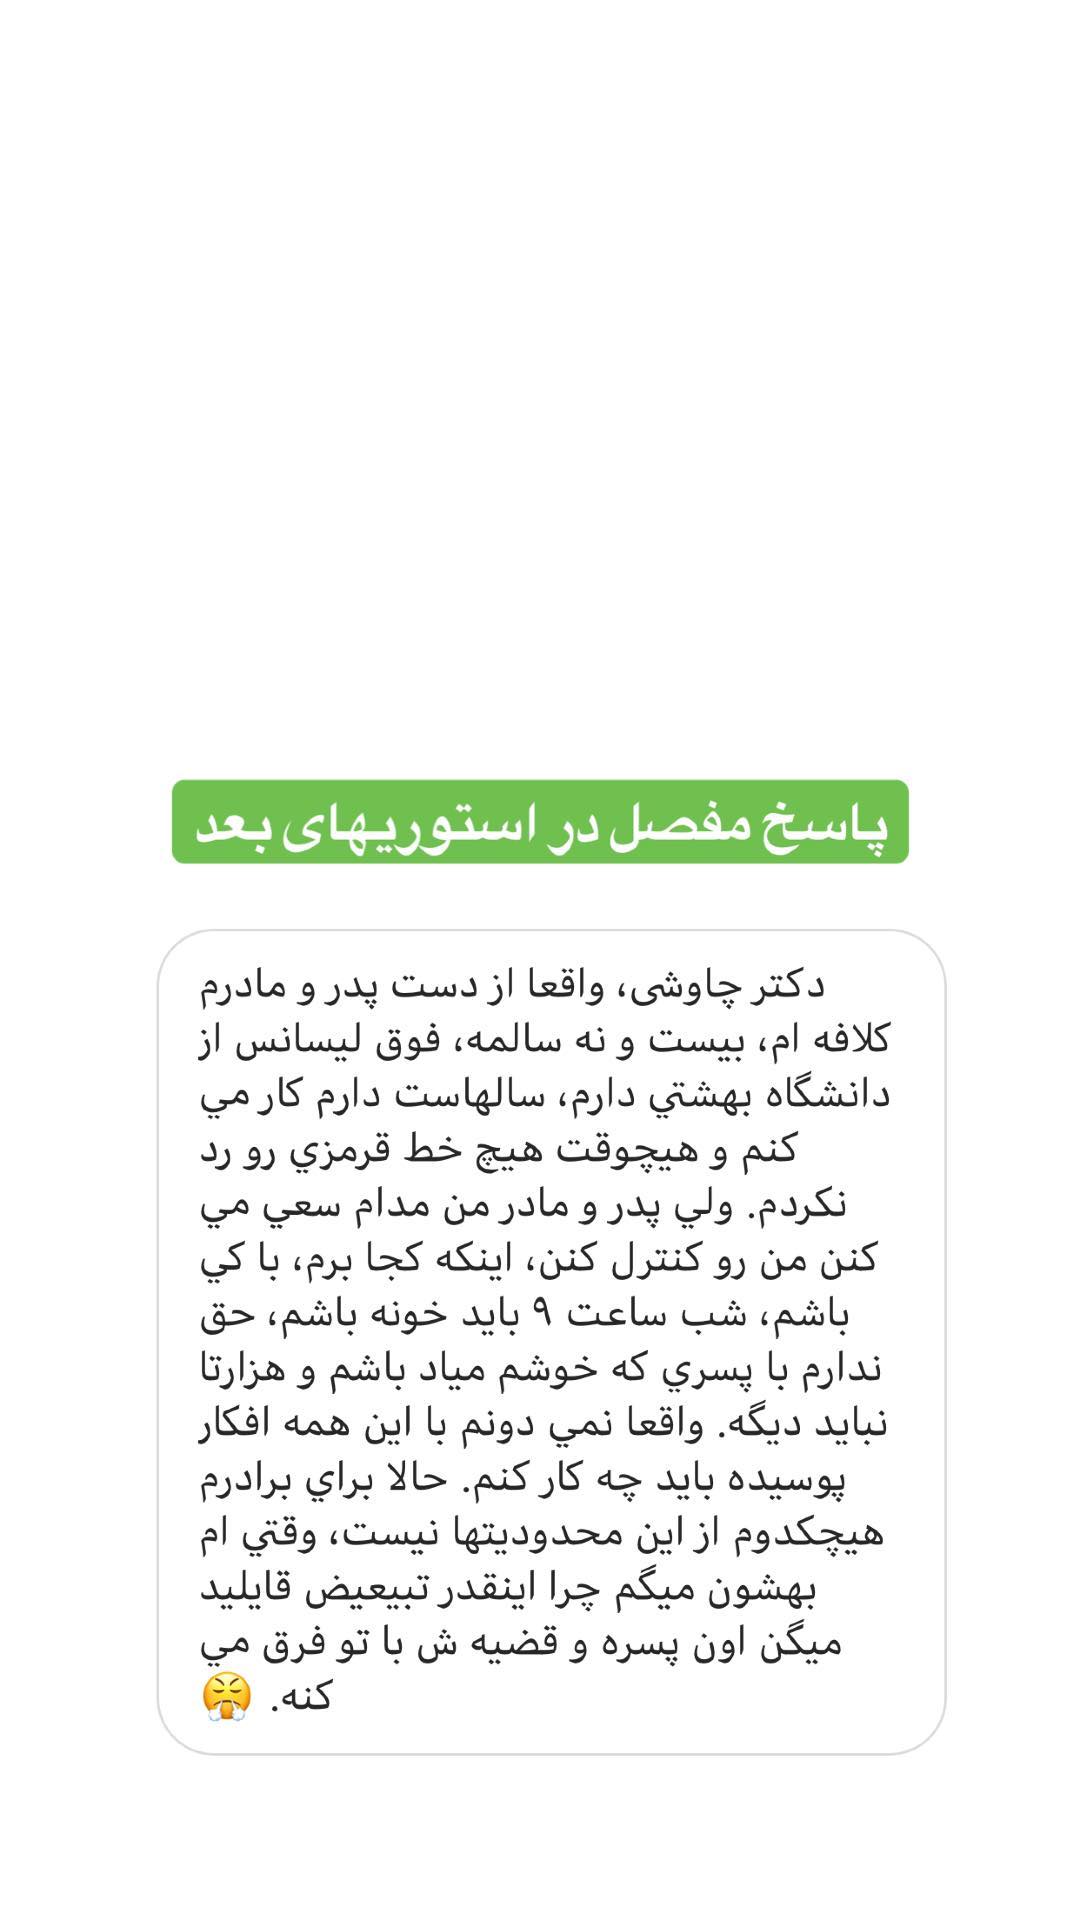 پاسخ مفصل در استوریهای بعد
دکتر چاوشی، واقعا از دست پدر و مادرم
کلافه ام، بیست و نه سالمه، فوق لیسانس از
دانشگاه بهشتي دارم، سالهاست دارم کار مي
کنم و هیچوقت هیچ خط قرمزي رو رد
نکردم. ولي پدر و مادر من مدام سعي مي
کنن من رو کنترل کنن، اینکه کجا برم، با کي
باشم، شب ساعت ۹ باید خونه باشم، حق
ندارم با پسري که خوشم میاد باشم و هزارتا
نباید دیگه. واقعا نمي دونم با این همه افکار
پوسیده باید چه کار کنم. حالا براي برادرم
هیچکدوم از این محدودیتها نیست، وقتي ام
بهشون میگم چرا اینقدر تبیعیض قایلید
میگن اون پسره و قضیه ش با تو فرق مي
کنه. 😤